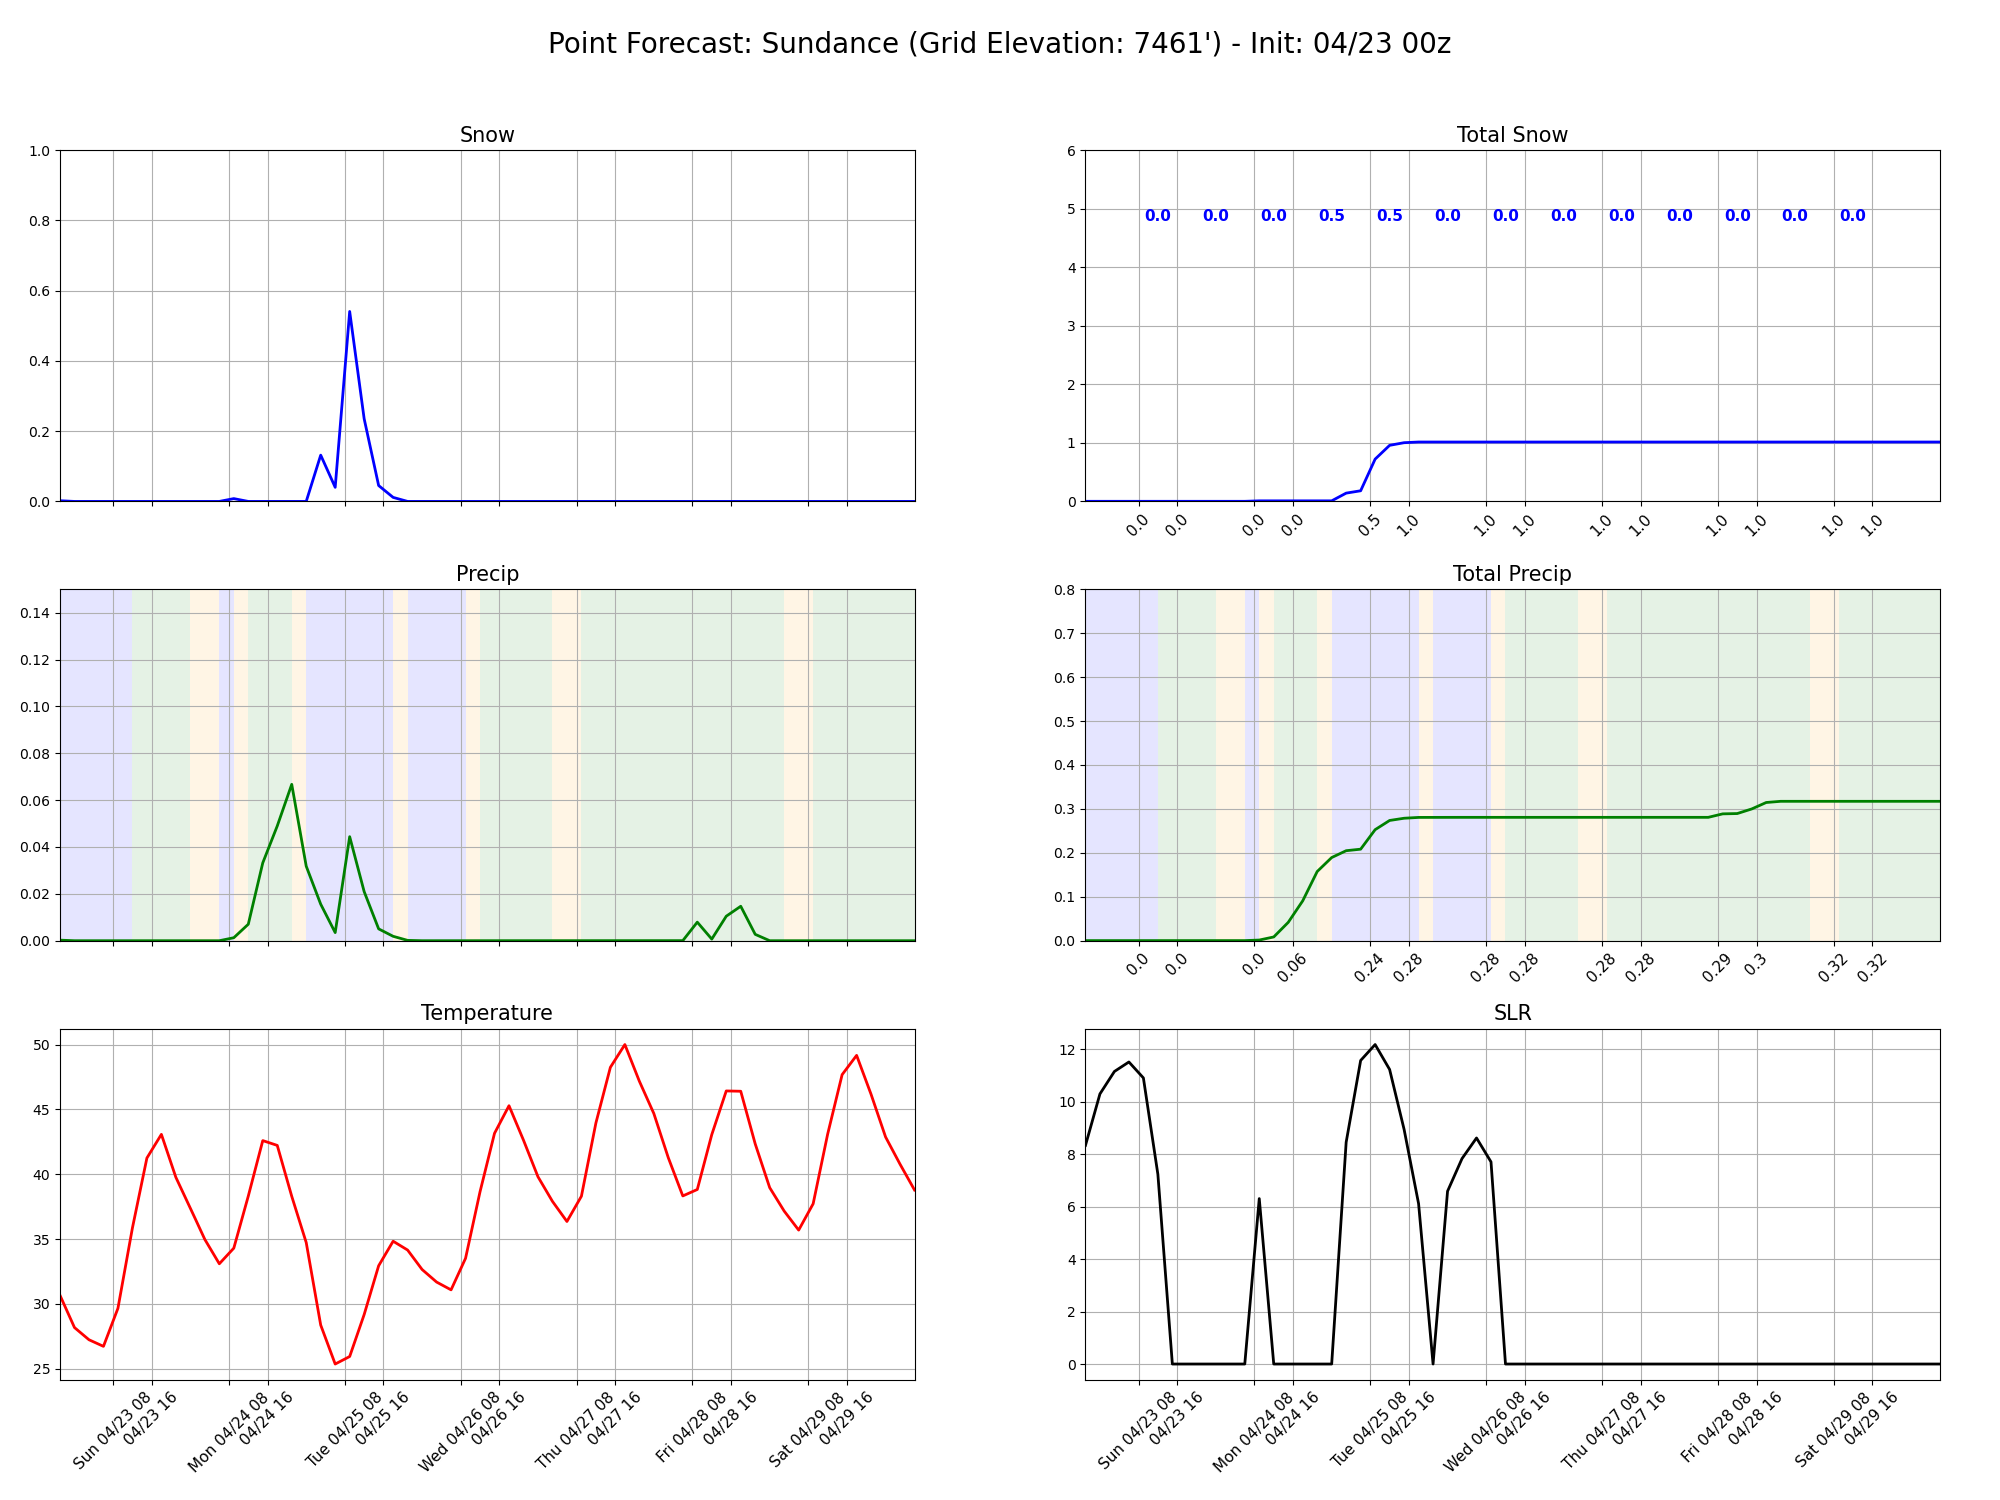 Point Forecast: Sundance (Grid Elevation: 7461') - Init: 04/23 00z
Snow
1.0
0.8
0.6
0.4
0.2
0.0
Total Snow
6
5
4
3
2
1
0
0.0 0.0 0.0 0.5 0.5 0.0 0.0 0.0 0.0 0.0 0.0 0.0 0.0
0.0 0.0 0.0 0.0 0.5 1.0 1.0 1.0 1.0 1.0 1.0 1.0 1.0 1.0
Precip
0.14
0.12
0.10
0.08
0.06
0.04
0.02
0.00
Total Precip
0.8
0.7
0.6
0.5
0.4
0.3
0.2
0.1
0.0
0.0 0.0 0.0 0.06 0.24 0.28 0.28 0.28 0.28 0.28 0.29 0.3 0.32 0.32
Temperature
50
45
40
35
30
25
Sun 04/23 08
04/23 16
Mon 04/24 08
04/24 16
Tue 04/25 08
04/25 16
Wed 04/26 08
04/26 16
Thu 04/27 08
04/27 16
Fri 04/28 08
04/28 16
Sat 04/29 08
04/29 16
SLR
12
10
8
6
4
2
0
Sun 04/23 08
04/23 16
Mon 04/24 08
04/24 16
Tue 04/25 08
04/25 16
Wed 04/26 08
04/26 16
Thu 04/27 08
04/27 16
Fri 04/28 08
04/28 16
Sat 04/29 08
04/29 16